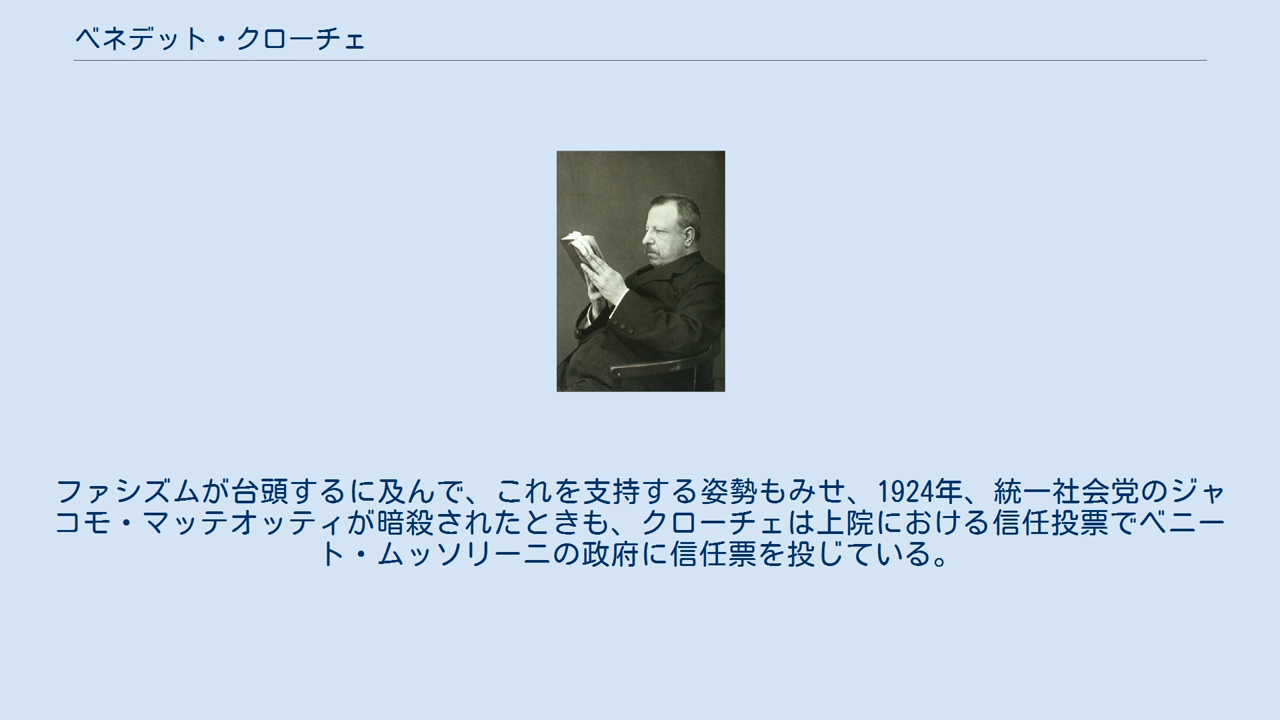 ベネデット・クローチェ
ファシズムが台頭するに及んで、これを支持する姿勢もみせ、1924年、統一社会党のジャ
コモ・マッテオッティが暗殺されたときも、クローチェは上院における信任投票でベニー
ト・ムッソリーニの政府に信任票を投じている。